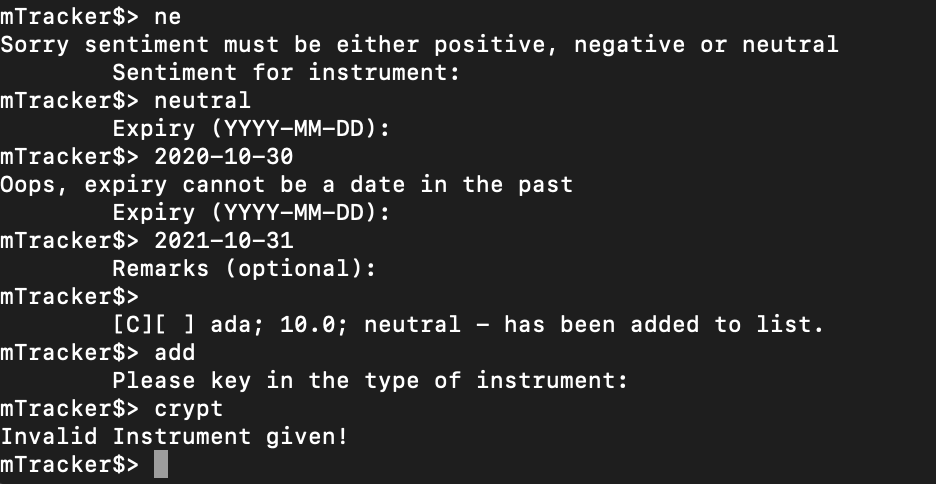 mTracker$> ne
Sorry sentiment must be either positive, negative or neutral
        Sentiment for instrument:
mTracker$> neutral
        Expiry (YYYY-MM-DD):
mTracker$> 2020-10-30
Oops, expiry cannot be a date in the past
        Expiry (YYYY-MM-DD):
mTracker$> 2021-10-31
        Remarks (optional):
mTracker$>
        [C][ ] ada; 10.0; neutral - has been added to list.
mTracker$> add
        Please key in the type of instrument:
mTracker$> crypt
Invalid Instrument given!
mTracker$>